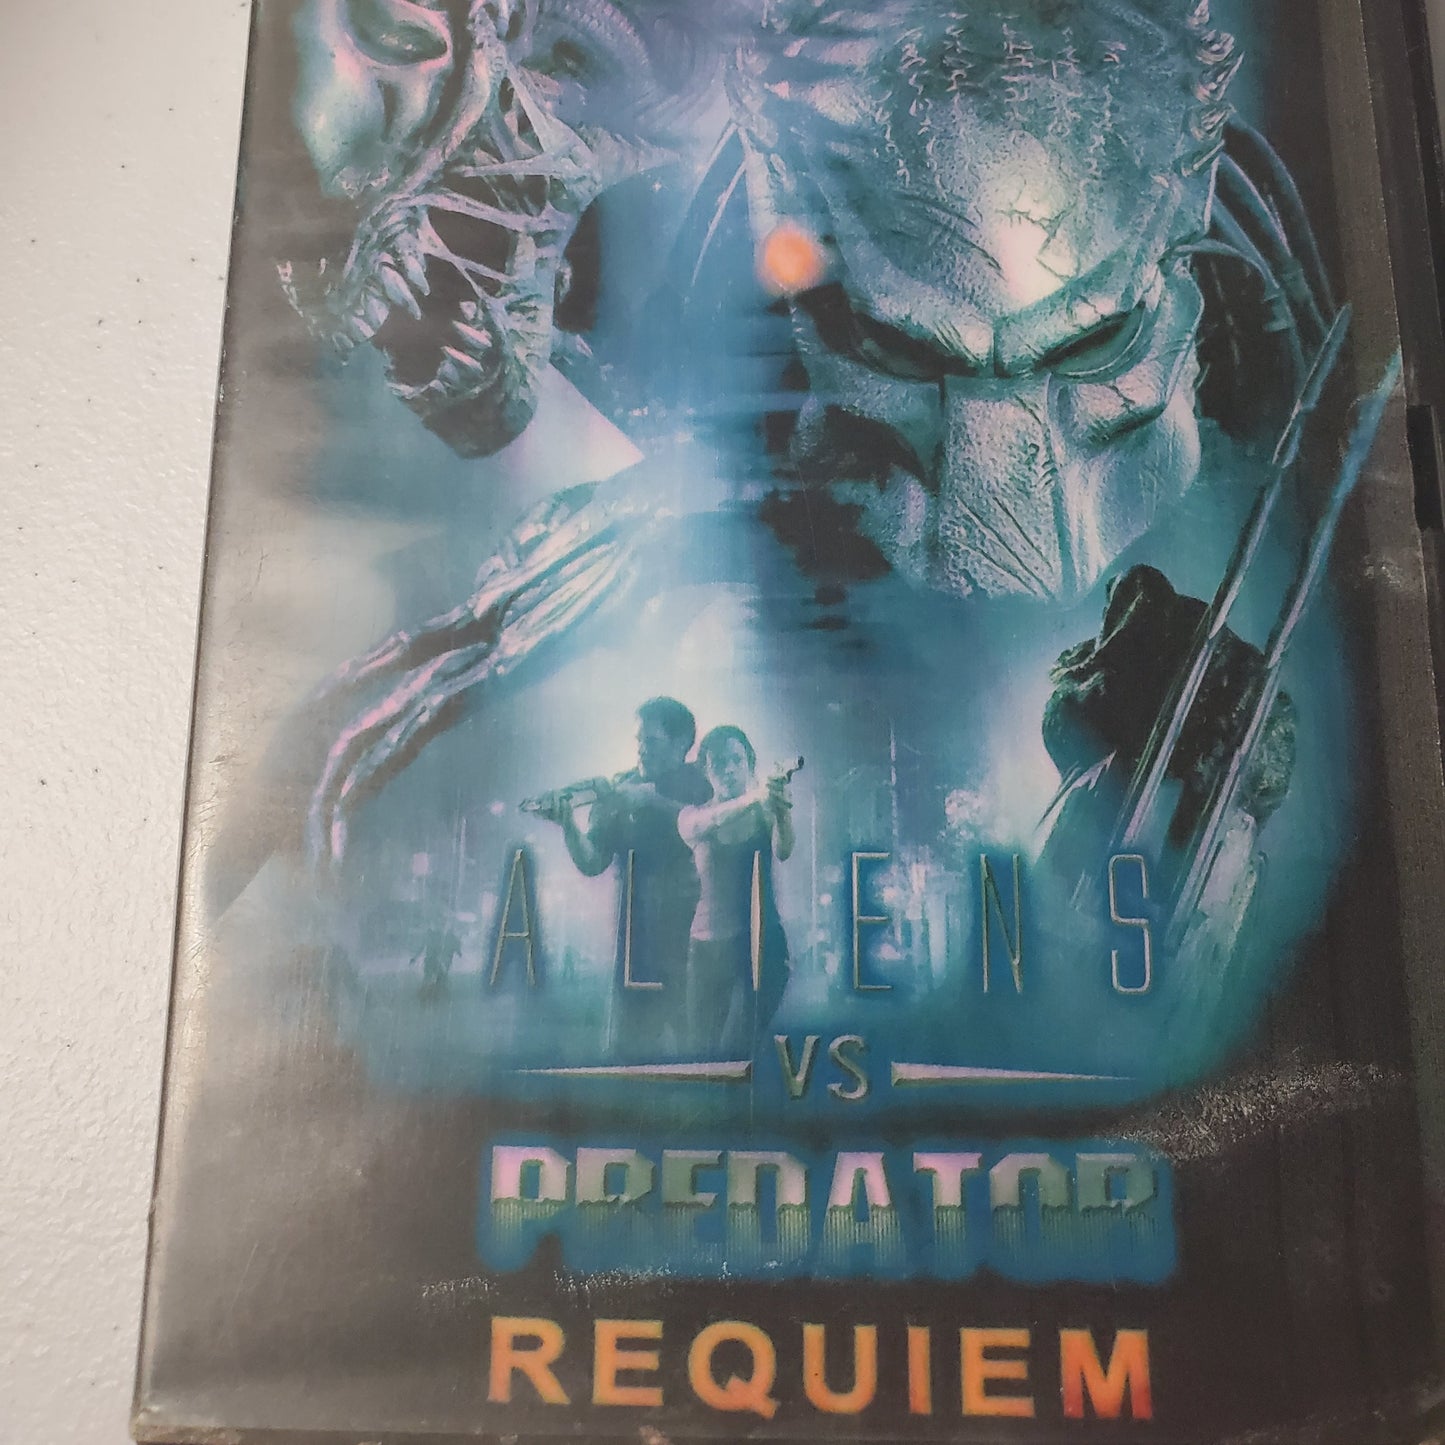 ALIENS
VS
PREDATOR
REQUIEM